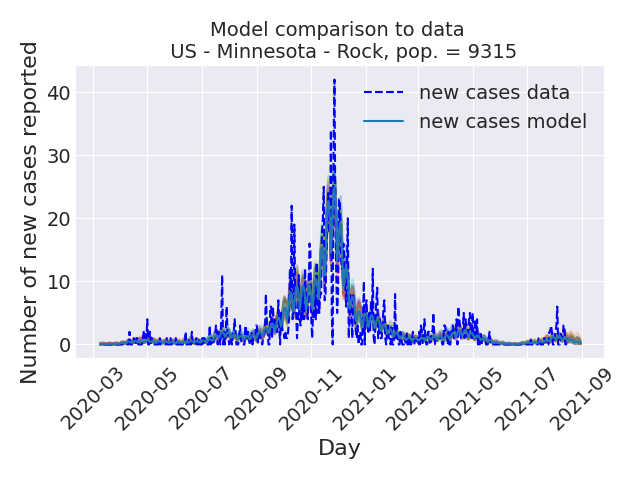 Model comparison to data
US - Minnesota - Rock, pop. = 9315
Number of new cases reported
40
30
20
10
0
new cases data
new cases model
2020-03
2020-05
2020-07
2020-09
2020-11
2021-01
2021-03
2021-05
2021-07
2021-09
Day